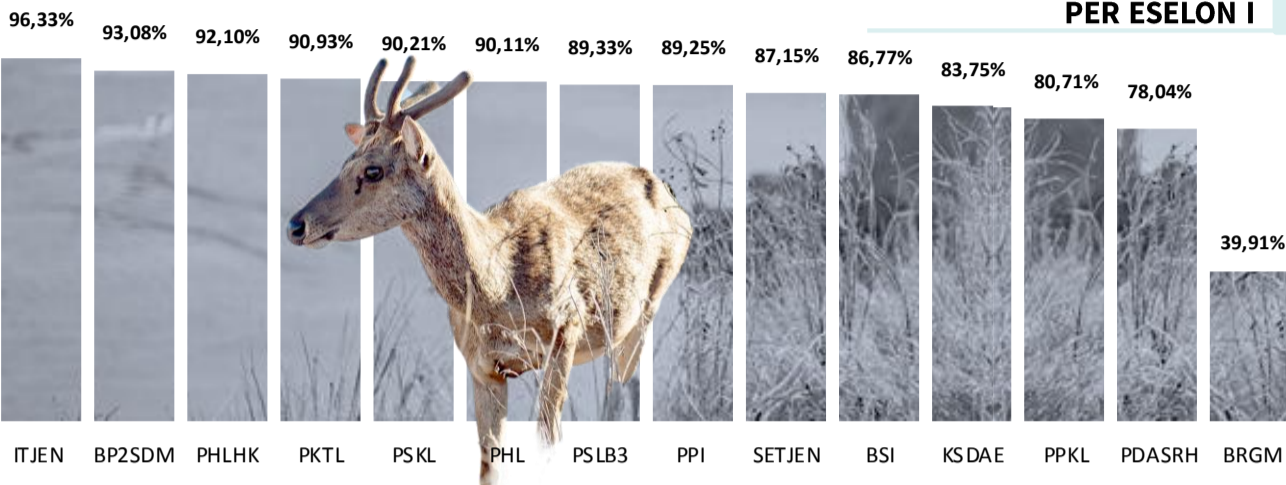 PER ESELON I
96,33% 93,08% 92,10% 90,93% 90,21% 90,11% 89,33% 89,25% 87,15% 86,77% 83,75% 80,71% 78,04% 39,91%
ITJEN BP2SDM PHLHK PKTL PSKL PHL PSLB3 PPI SETJEN BSI KSDAE PPKL PDASRH BRGM